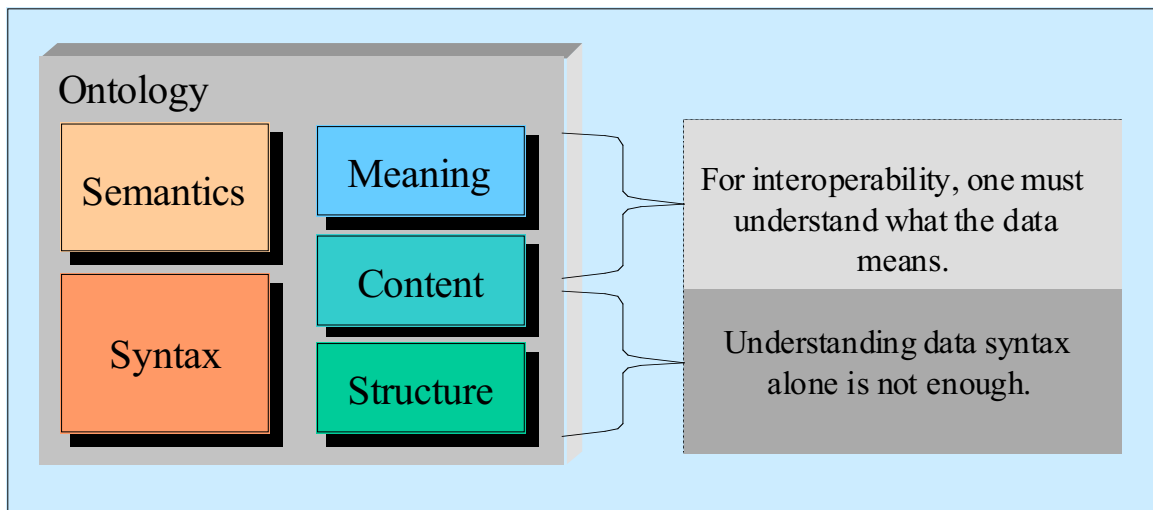 Ontology
Semantics
Syntax
Meaning
Content
Structure
For interoperability, one must
understand what the data
means.
Understanding data syntax
alone is not enough.